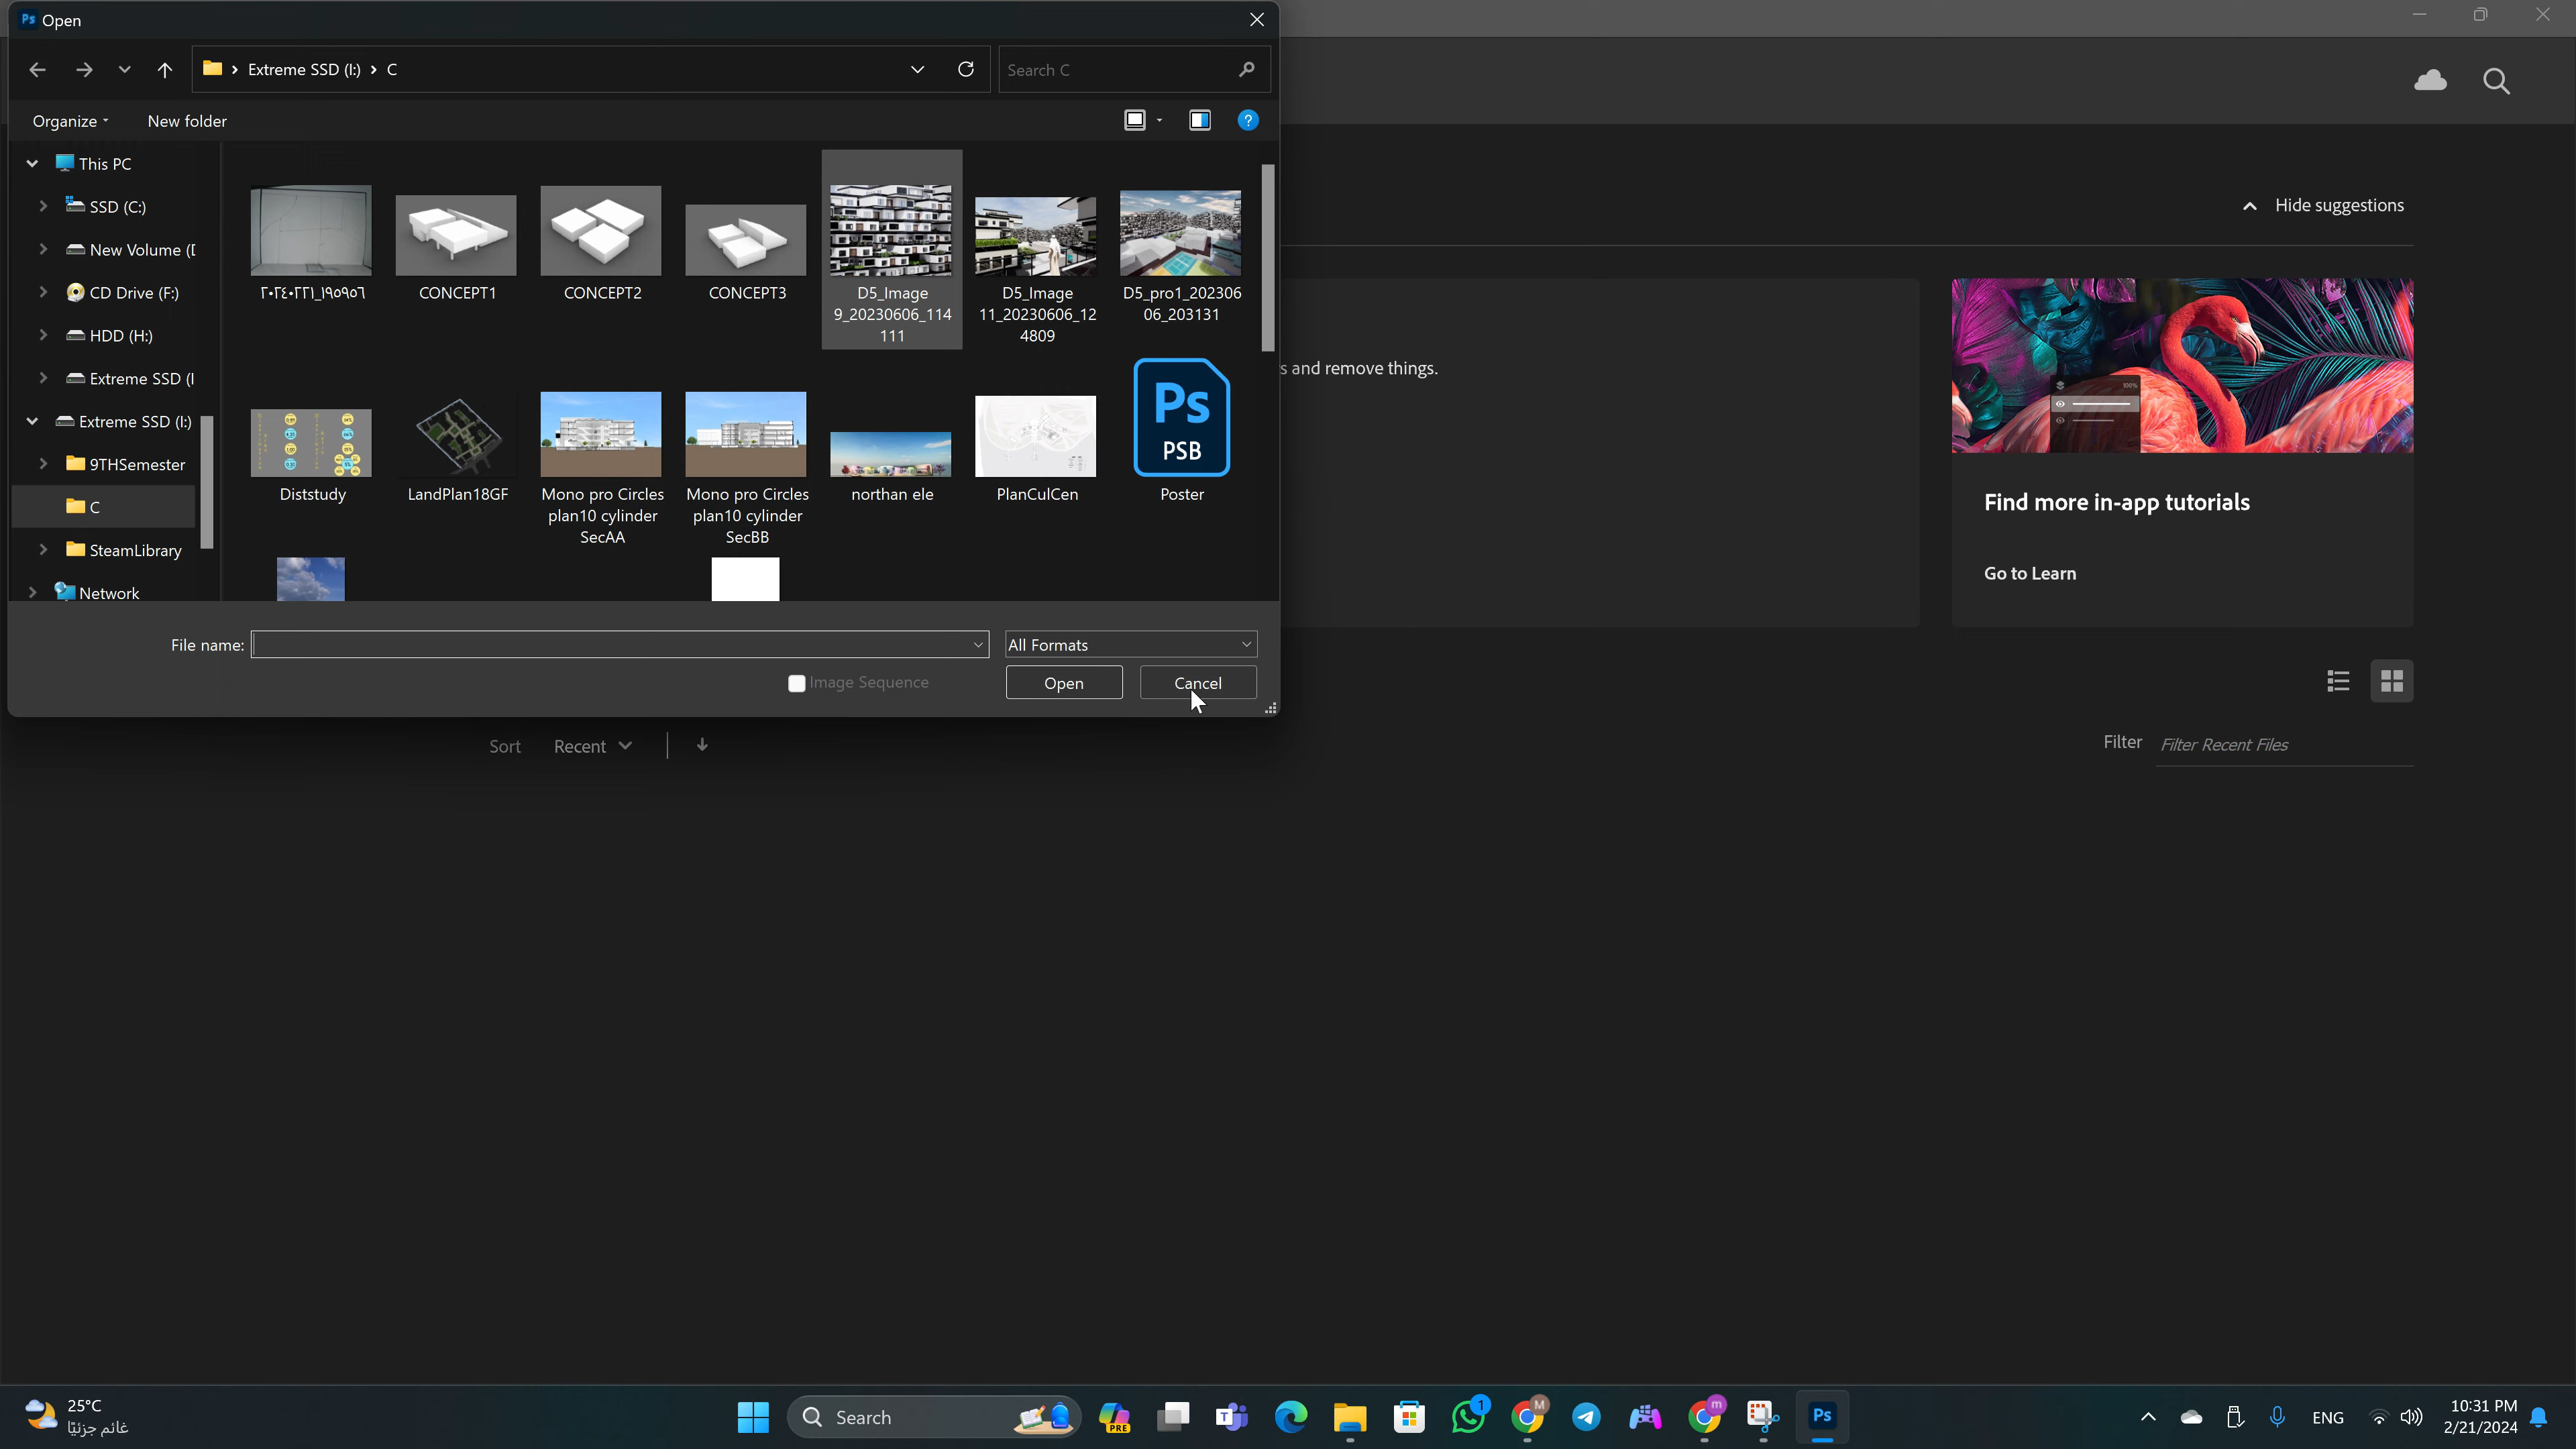 Ps Open
Extreme SSD (I:) > C
Search C
Organize
New folder
This PC
SSD (C:)
New Volume (D
CD Drive (F:)
HDD (H:)
Extreme SSD (I
Extreme SSD (I:)
9THSemester
C
SteamLibrary
Network
٢٠٢٤٠٢٢١_١٩٥٩٥٦
CONCEPT1
CONCEPT2
CONCEPT3
D5_Image
9_20230606_114
111
D5_Image
11_20230606_12
4809
D5_pro1_202306
06_203131
Diststudy
LandPlan18GF
Mono pro Circles
plan10 cylinder
SecAA
Mono pro Circles
plan10 cylinder
SecBB
northan ele
PlanCulCen
Ps
PSB
Poster
File name:
All Formats
Image Sequence
Open
Cancel
Hide suggestions
s and remove things.
100%
Find more in-app tutorials
Go to Learn
Sort
Recent
Filter
Filter Recent Files
25°C
غائم جزئيًا
Search
PRE
T
1
M
m
Ps
ENG
10:31 PM
2/21/2024